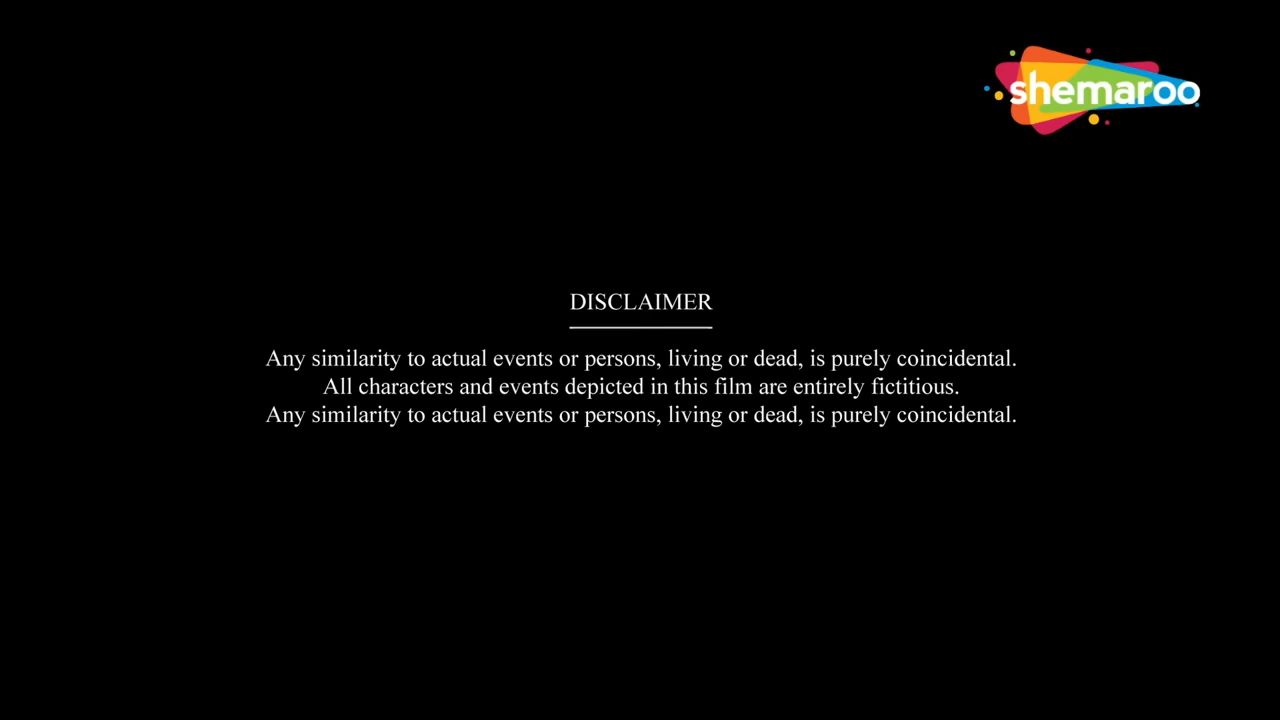 shemaroo
DISCLAIMER
Any similarity to actual events or persons, living or dead, is purely coincidental.
All characters and events depicted in this film are entirely fictitious.
Any similarity to actual events or persons, living or dead, is purely coincidental.